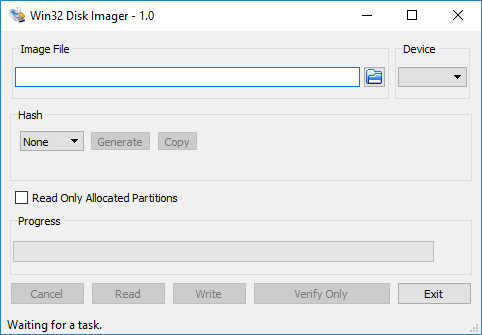 Win32 Disk Imager - 1.0
Image File
Device
Hash
None
Generate
Copy
Read Only Allocated Partitions
Progress
Cancel
Read
Write
Verify Only
Exit
Waiting for a task.